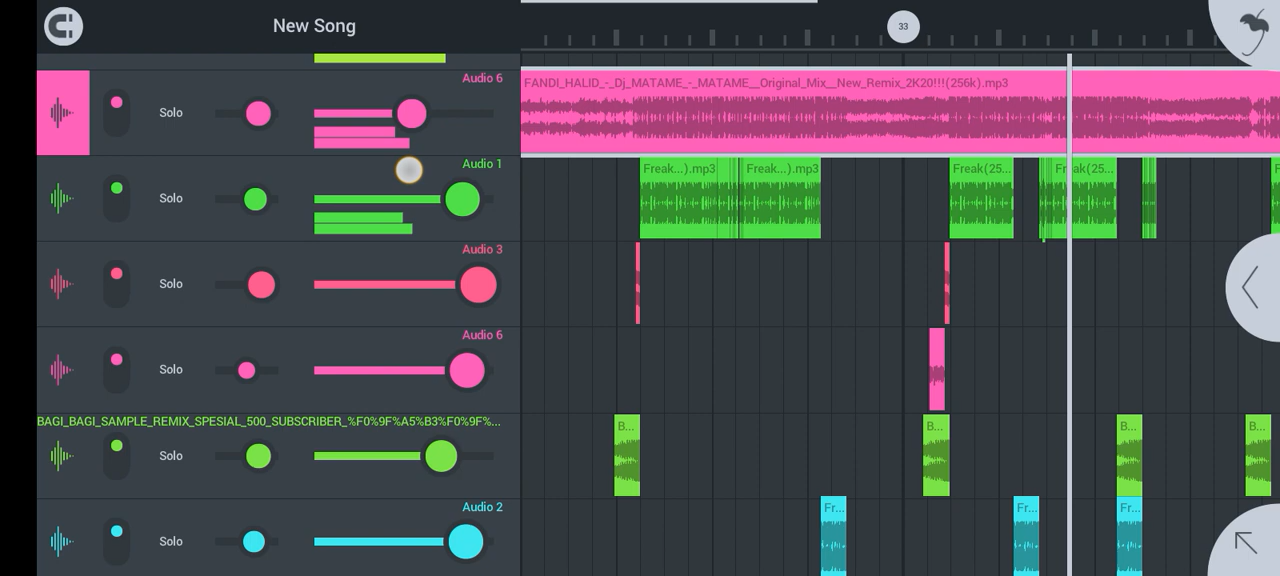 New Song
33
Audio 6
Solo
FANDI_HALID_-_Dj_MATAME_-_MATAME__Original_Mix__New_Remix_2K20!!!(256k).mp3
Audio 1
Solo
Freak...).mp3
Freak...).mp3
Freak(25...
Freak(25...
F
Audio 3
Solo
Audio 6
Solo
BAGI_BAGI_SAMPLE_REMIX_SPESIAL_500_SUBSCRIBER_%F0%9F%A5%B3%F0%9F%...
Solo
B...
B...
B...
B...
Audio 2
Solo
Fr...
Fr...
Fr...